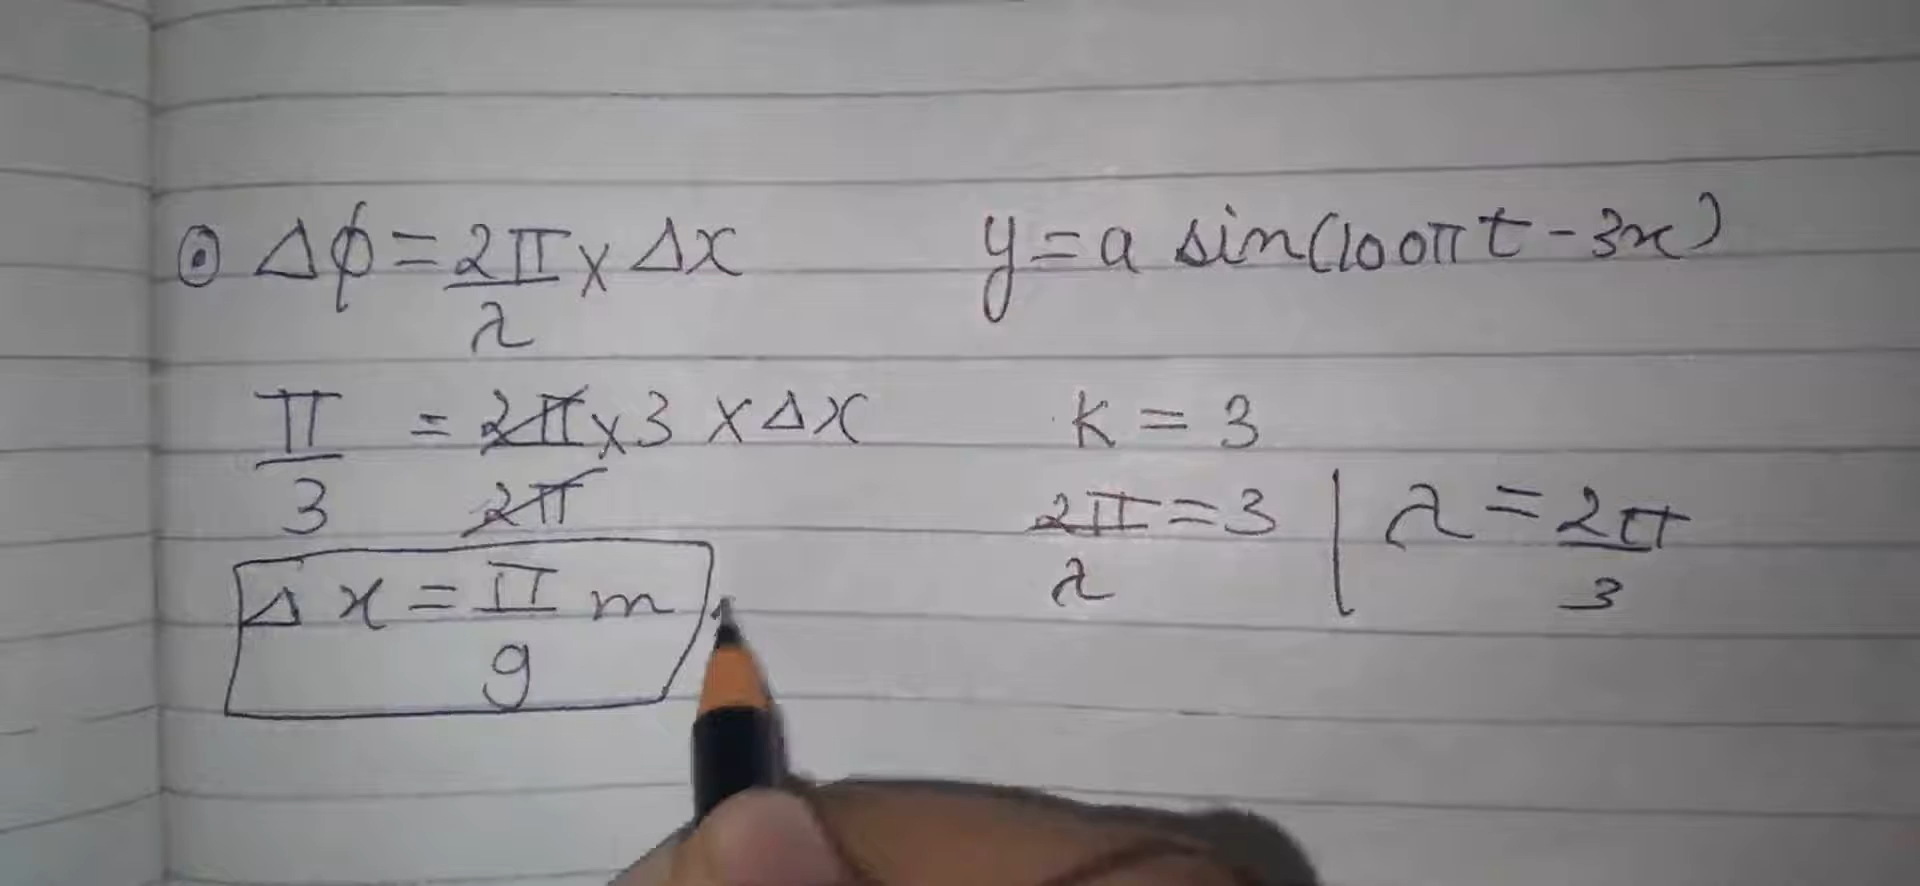 ⊙ Δϕ = 2π/λ × Δx
y = a sin(100πt - 3x)
π/3 = 2π/2π × 3 × Δx
K = 3
2π/λ = 3 | λ = 2π/3
Δx = π/9 m